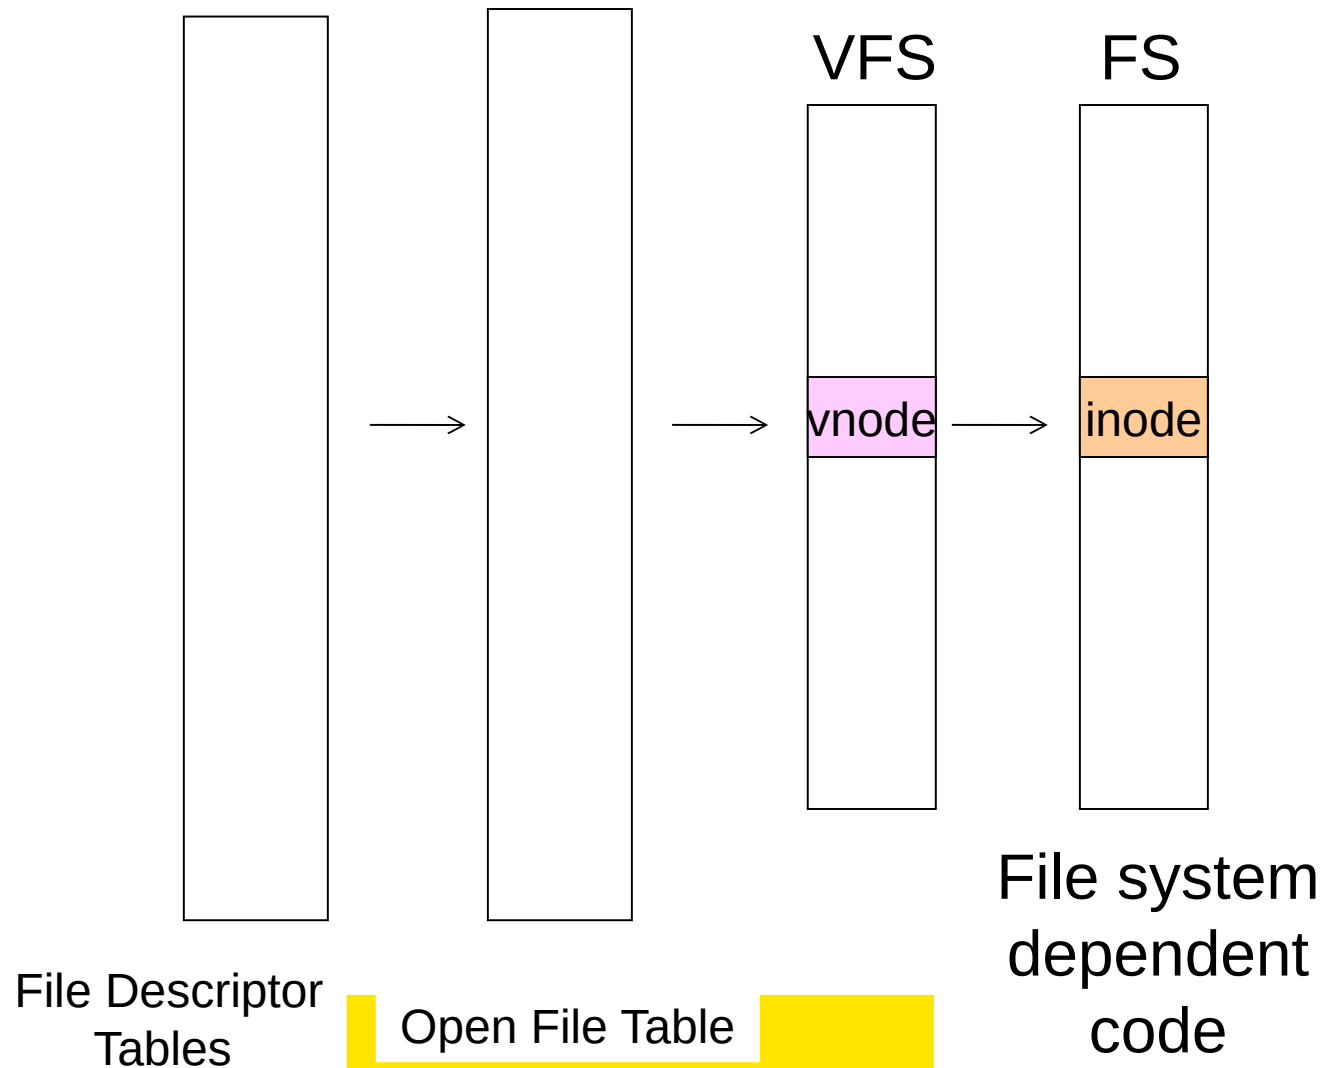 VFS
FS
vnode
inode
File system
dependent
code
File Descriptor
Tables
Open File Table